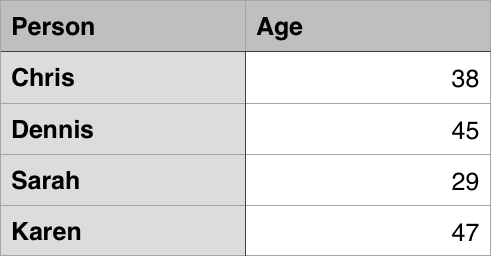 Person Age
Chris 38
Dennis 45
Sarah 29
Karen 47